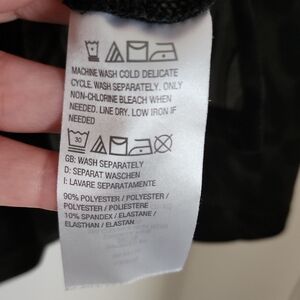 MACHINE WASH COLD DELICATE
CYCLE. WASH SEPARATELY. ONLY
NON-CHLORINE BLEACH WHEN
NEEDED. LINE DRY. LOW IRON IF
NEEDED
30
GB: WASH SEPARATELY
D: SEPARAT WASCHEN
I: LAVARE SEPARATAMENTE
90% POLYESTER / POLYESTER /
POLYESTER / POLIESTERE
10% SPANDEX / ELASTANE /
ELASTHAN / ELASTAN